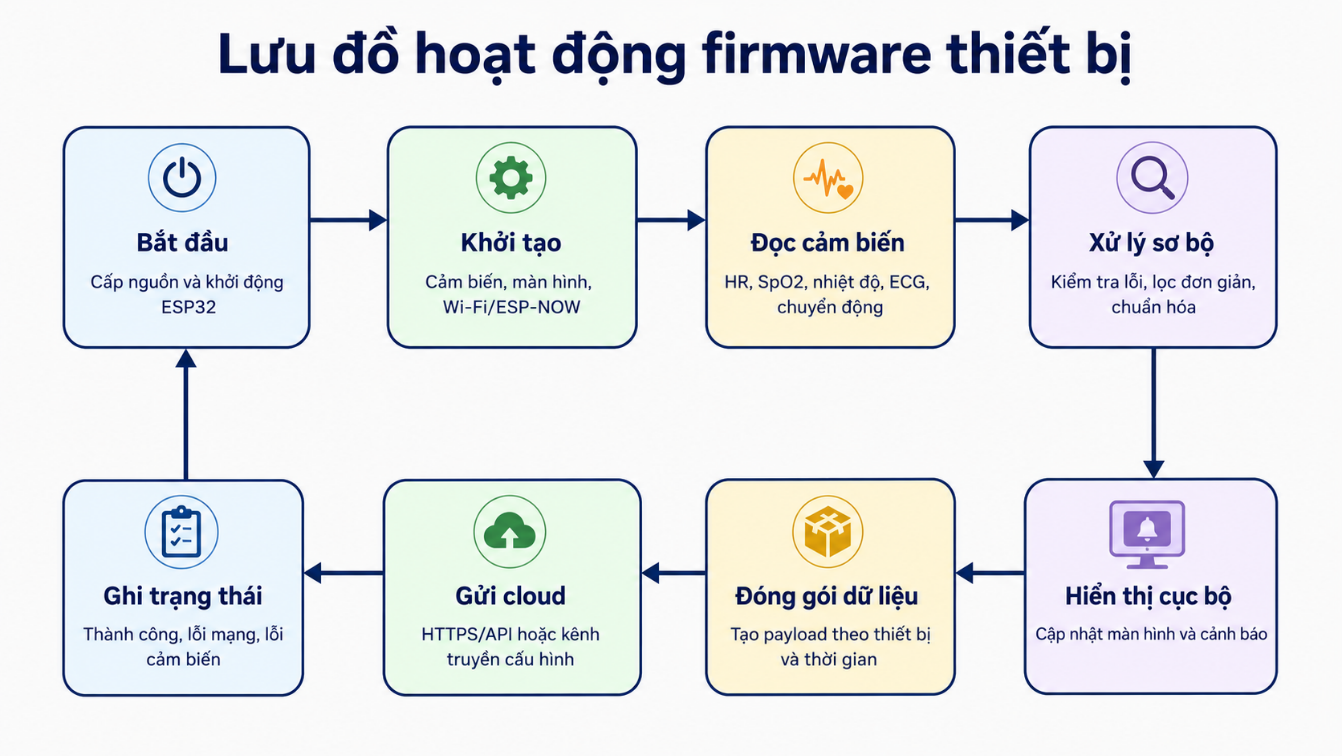 Lưu đồ hoạt động firmware thiết bị
Bắt đầu
Cấp nguồn và khởi động
ESP32
Khởi tạo
Cảm biến, màn hình,
Wi-Fi/ESP-NOW
Đọc cảm biến
HR, SpO2, nhiệt độ, ECG,
chuyển động
Xử lý sơ bộ
Kiểm tra lỗi, lọc đơn giản,
chuẩn hóa
Ghi trạng thái
Thành công, lỗi mạng, lỗi
cảm biến
Gửi cloud
HTTPS/API hoặc kênh
truyền cấu hình
Đóng gói dữ liệu
Tạo payload theo thiết bị
và thời gian
Hiển thị cục bộ
Cập nhật màn hình và cảnh báo